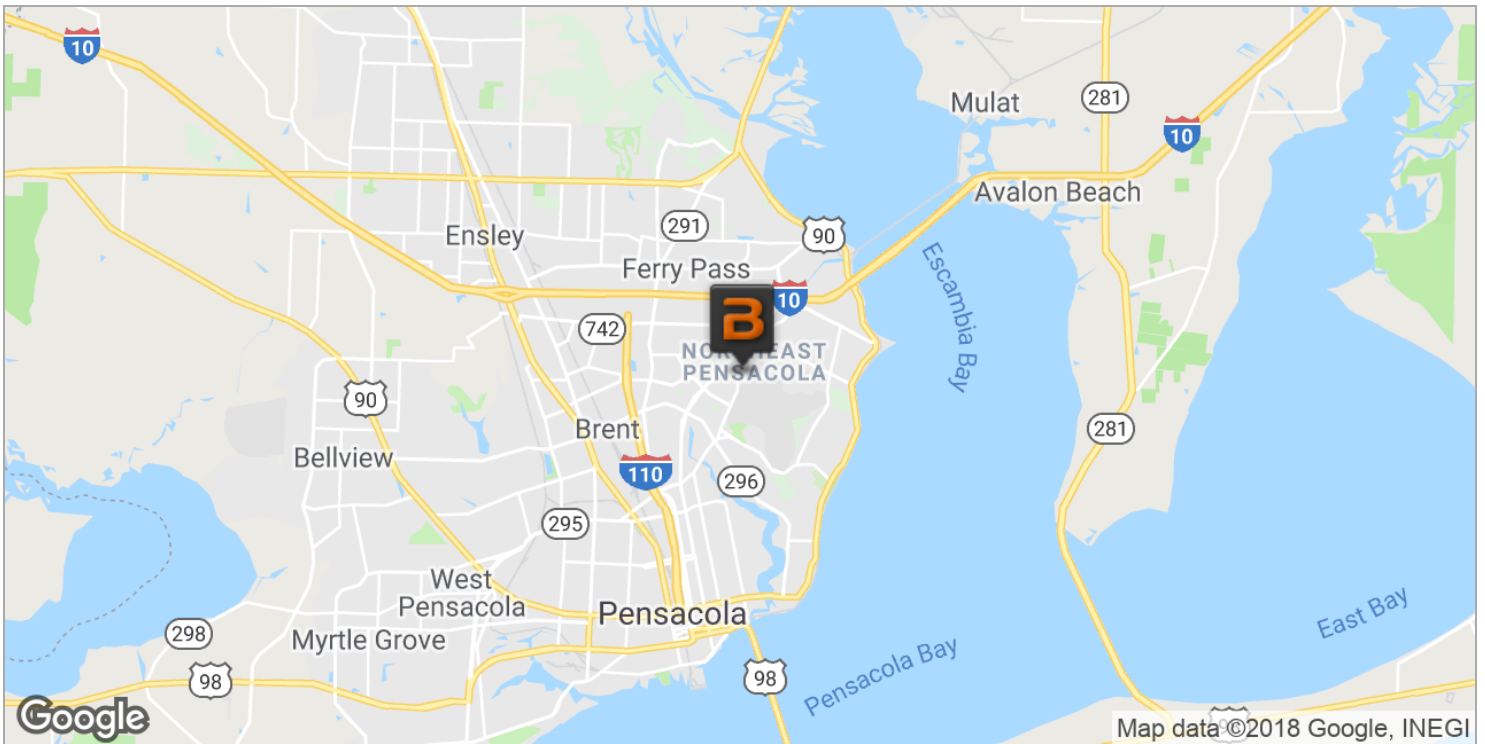 10
Mulat
281
10
Avalon Beach
291
90
Ensley
Escambia Bay
Ferry Pass
10
B
742
NORTHEAST
PENSACOLA
90
281
Brent
Bellview
110
296
295
West
Pensacola
Pensacola
East Bay
298
Myrtle Grove
98
98
Pensacola Bay
Google
98
Map data ©2018 Google, INEGI